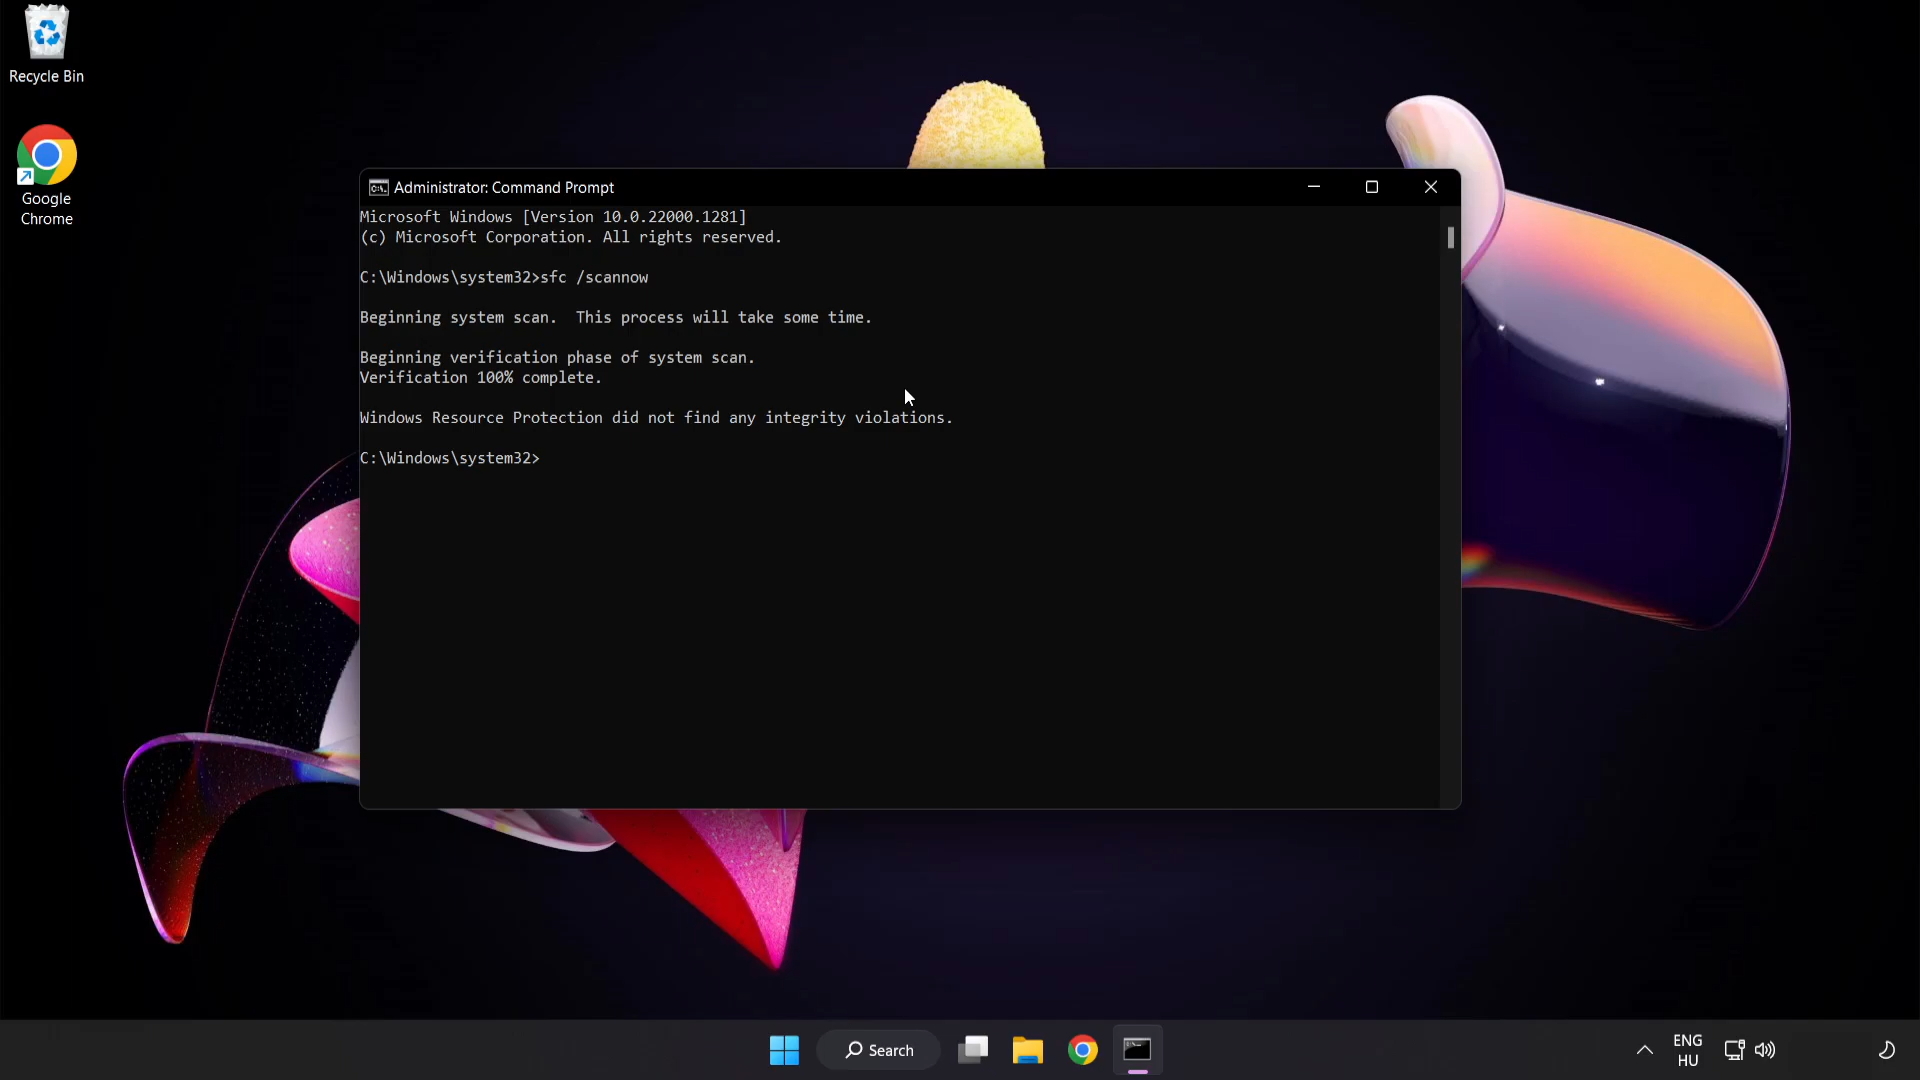 Recycle Bin
Google
Chrome
Administrator: Command Prompt
Microsoft Windows [Version 10.0.22000.1281]
(c) Microsoft Corporation. All rights reserved.
C:\Windows\system32>sfc /scannow
Beginning system scan.  This process will take some time.
Beginning verification phase of system scan.
Verification 100% complete.
Windows Resource Protection did not find any integrity violations.
C:\Windows\system32>
Search
ENG
HU